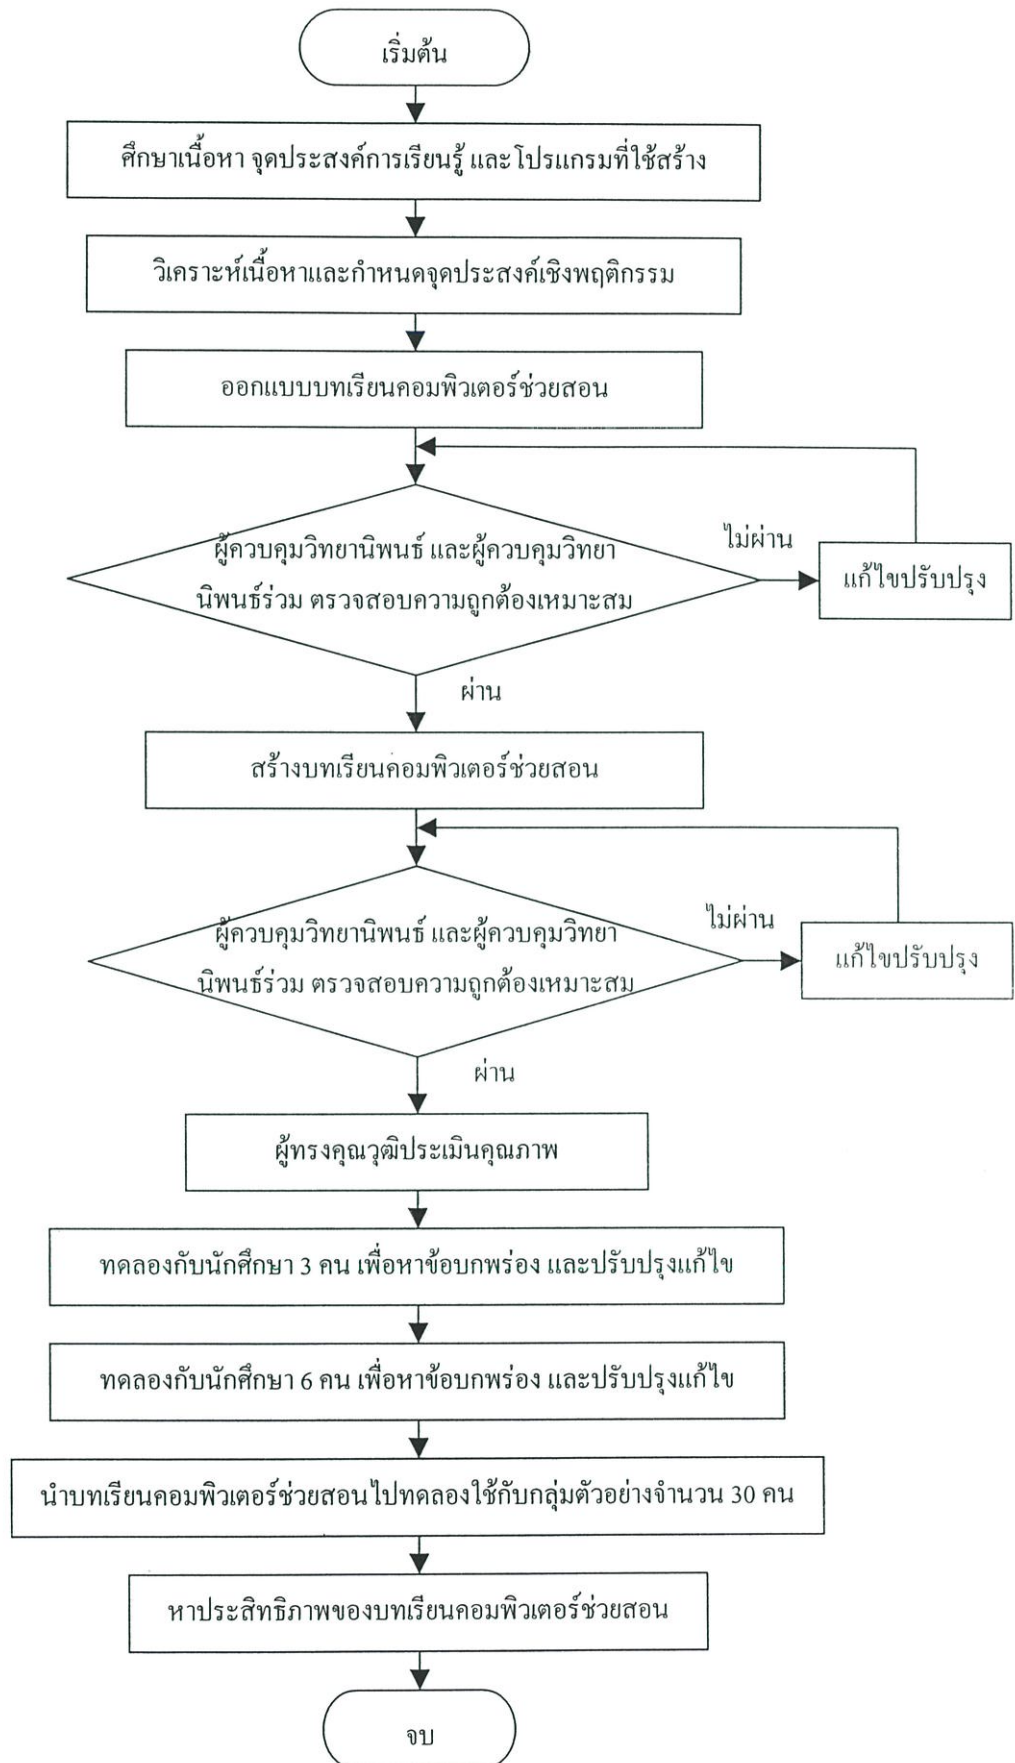 เริ่มต้น
ศึกษาเนื้อหา จุดประสงค์การเรียนรู้ และโปรแกรมที่ใช้สร้าง
วิเคราะห์เนื้อหาและกำหนดจุดประสงค์เชิงพฤติกรรม
ออกแบบบทเรียนคอมพิวเตอร์ช่วยสอน
ผู้ควบคุมวิทยานิพนธ์ และผู้ควบคุมวิทยา
นิพนธ์ร่วม ตรวจสอบความถูกต้องเหมาะสม
ไม่ผ่าน
แก้ไขปรับปรุง
ผ่าน
สร้างบทเรียนคอมพิวเตอร์ช่วยสอน
ผู้ควบคุมวิทยานิพนธ์ และผู้ควบคุมวิทยา
นิพนธ์ร่วม ตรวจสอบความถูกต้องเหมาะสม
ไม่ผ่าน
แก้ไขปรับปรุง
ผ่าน
ผู้ทรงคุณวุฒิประเมินคุณภาพ
ทดลองกับนักศึกษา 3 คน เพื่อหาข้อบกพร่อง และปรับปรุงแก้ไข
ทดลองกับนักศึกษา 6 คน เพื่อหาข้อบกพร่อง และปรับปรุงแก้ไข
นำบทเรียนคอมพิวเตอร์ช่วยสอนไปทดลองใช้กับกลุ่มตัวอย่างจำนวน 30 คน
หาประสิทธิภาพของบทเรียนคอมพิวเตอร์ช่วยสอน
จบ